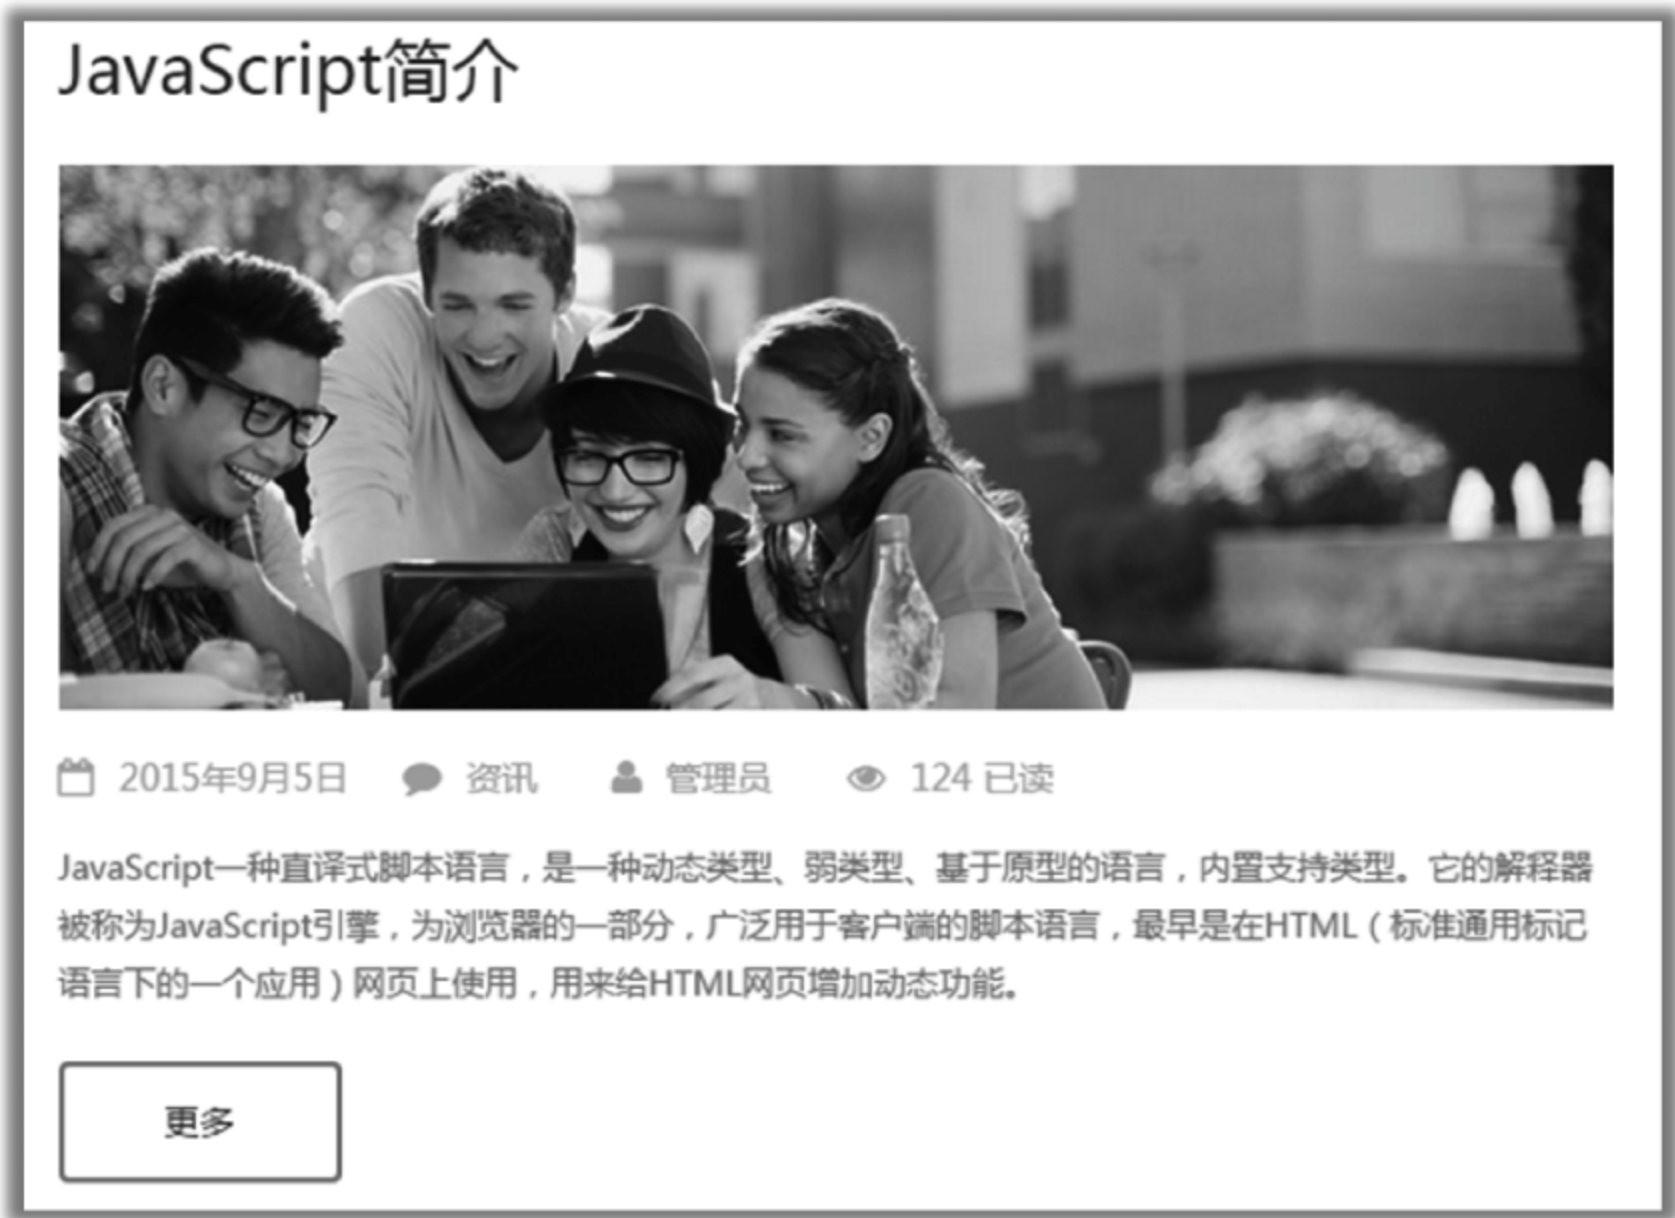 JavaScript简介
2015年9月5日 资讯 管理员 124 已读
JavaScript一种直译式脚本语言，是一种动态类型、弱类型、基于原型的语言，内置支持类型。它的解释器
被称为JavaScript引擎，为浏览器的一部分，广泛用于客户端的脚本语言，最早是在HTML（标准通用标记
语言下的一个应用）网页上使用，用来给HTML网页增加动态功能。
更多